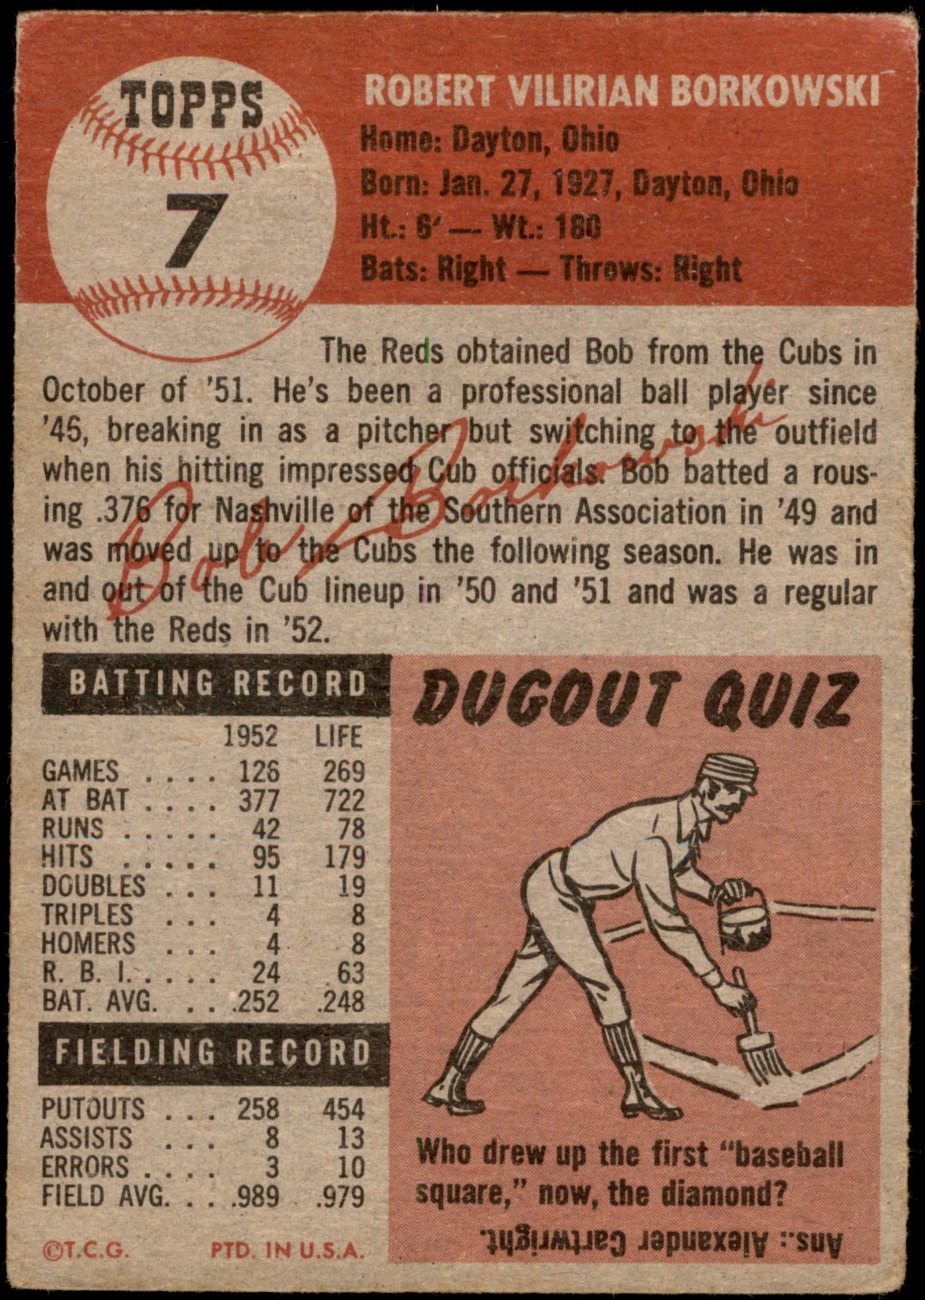 TOPPS
7
ROBERT VILIRIAN BORKOWSKI
Home: Dayton, Ohio
Born: Jan. 27, 1927, Dayton, Ohio
Ht.: 6' — Wt.: 180
Bats: Right — Throws: Right
The Reds obtained Bob from the Cubs in
October of '51. He's been a professional ball player since
'46, breaking in as a pitcher but switching to the outfield
when his hitting impressed Cub officials. Bob batted a rous-
ing .376 for Nashville of the Southern Association in '49 and
was moved up to the Cubs the following season. He was in
and out of the Cub lineup in '50 and '51 and was a regular
with the Reds in '52.
Bob Borkowski
BATTING RECORD
1952 LIFE
GAMES .... 126 269
AT BAT .... 377 722
RUNS ..... 42 78
HITS ..... 95 179
DOUBLES ... 11 19
TRIPLES ... 4 8
HOMERS ... 4 8
R. B. I..... 24 63
BAT. AVG. ... .252 .248
FIELDING RECORD
PUTOUTS ... 258 454
ASSISTS ... 8 13
ERRORS .... 3 10
FIELD AVG. ... .989 .979
©T.C.G. PTD. IN U.S.A.
DUGOUT QUIZ
Who drew up the first "baseball
square," now, the diamond?
Ans.: Alexander Cartwright.